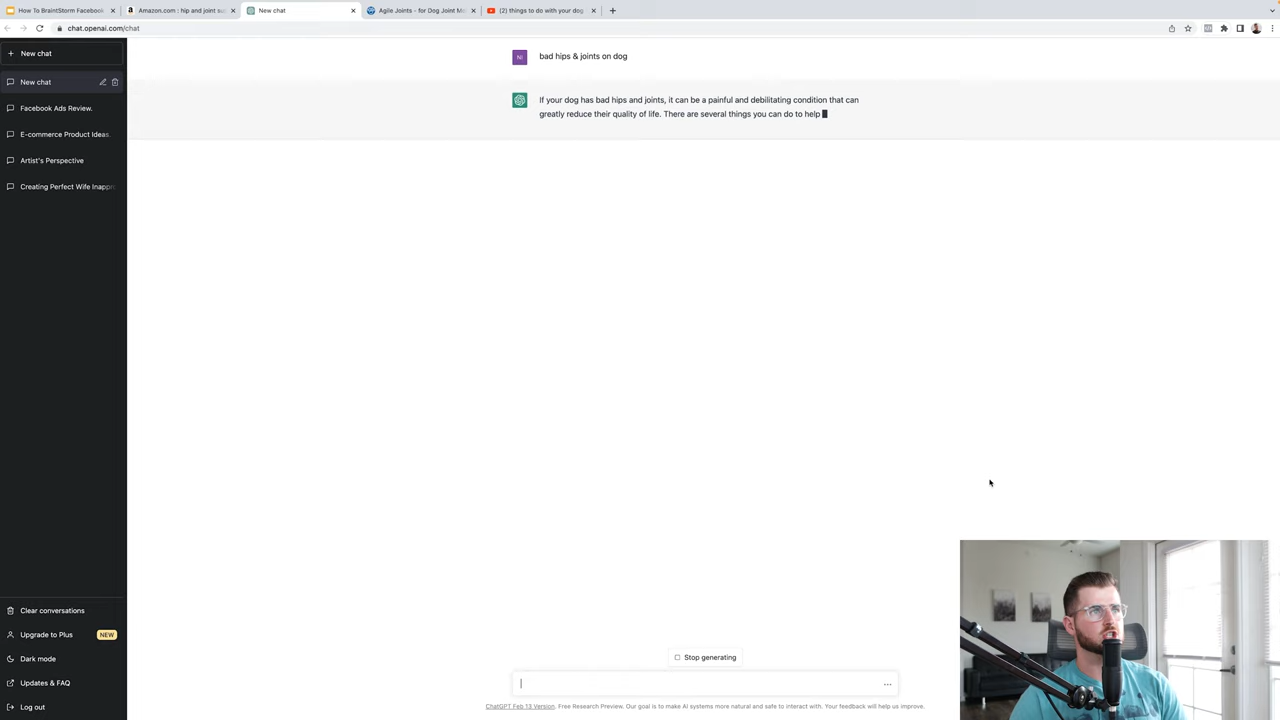 How To BraintStorm Facebook
Amazon.com : hip and joint su
New chat
Agile Joints - for Dog Joint Mo
(2) things to do with your dog
chat.openai.com/chat
New chat
New chat
Facebook Ads Review.
E-commerce Product Ideas.
Artist's Perspective
Creating Perfect Wife Inappr
NI
bad hips & joints on dog
If your dog has bad hips and joints, it can be a painful and debilitating condition that can
greatly reduce their quality of life. There are several things you can do to help
Stop generating
ChatGPT Feb 13 Version. Free Research Preview. Our goal is to make AI systems more natural and safe to interact with. Your feedback will help us improve.
Clear conversations
Upgrade to Plus
NEW
Dark mode
Updates & FAQ
Log out